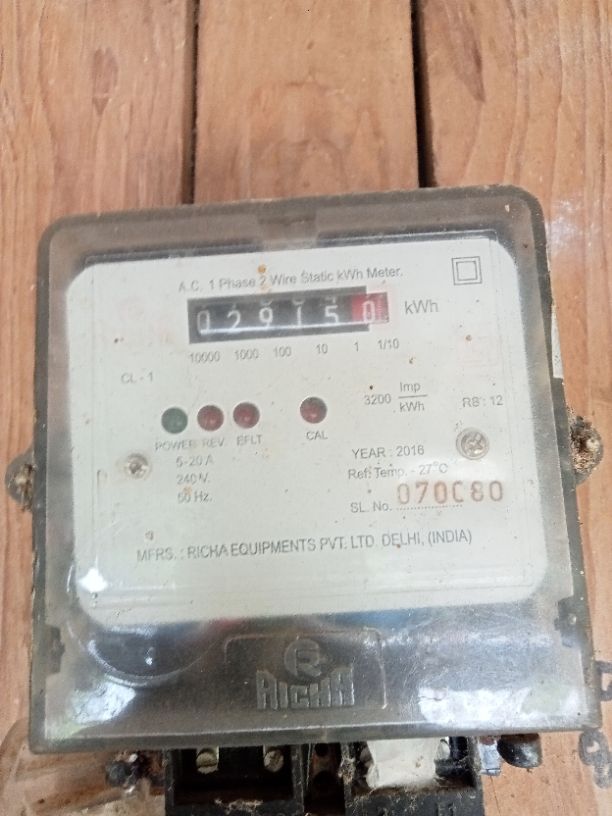 A.C. 1 Phase 2 Wire Static kWh Meter.
029150 kWh
10000 1000 100 10 1 1/10
CL - 1
3200 Imp/kWh RB : 12
POWER REV. EFLT CAL
5-20 A
240 V.
50 Hz.
YEAR : 2016
Ref. Temp. - 27°C
SL. No. 070080
MFRS. : RICHA EQUIPMENTS PVT. LTD. DELHI, (INDIA)
R
RICHA